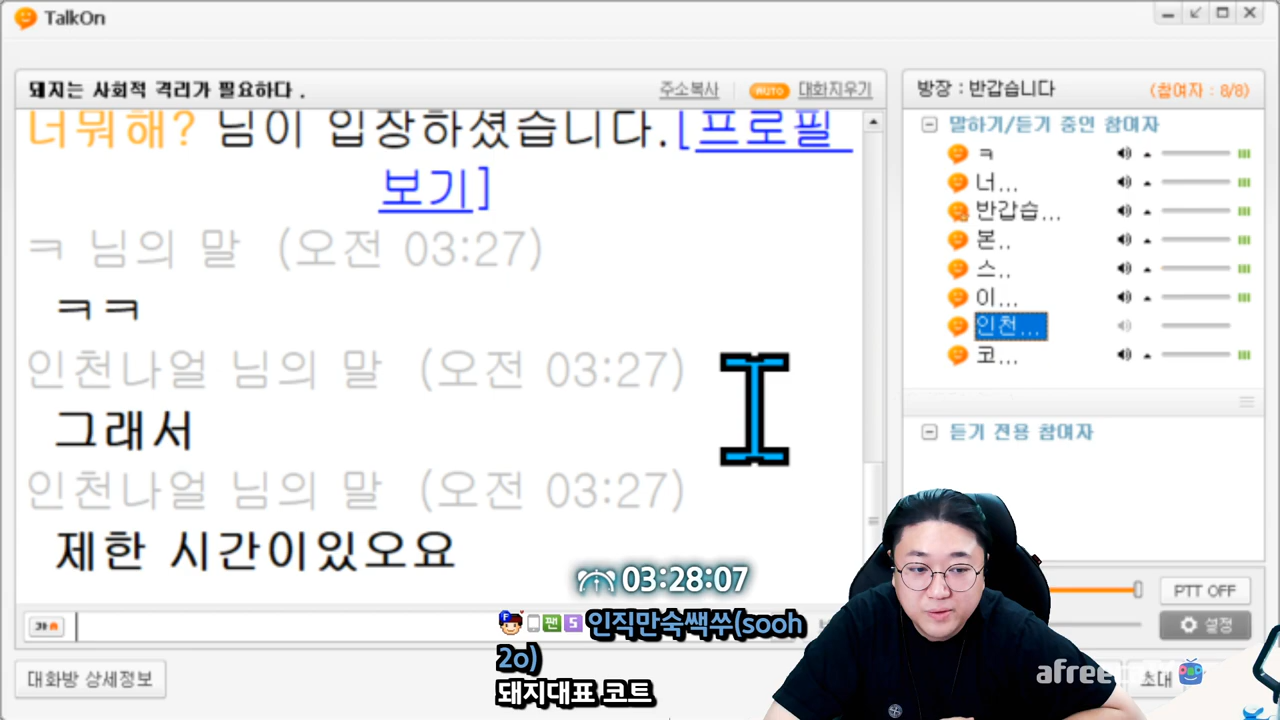 TalkOn
돼지는 사회적 격리가 필요하다 .
주소복사
AUTO
대화지우기
너뭐해? 님이 입장하셨습니다.[프로필
보기]
ㅋ 님의 말 (오전 03:27)
ㅋㅋ
인천나얼 님의 말 (오전 03:27)
그래서
인천나얼 님의 말 (오전 03:27)
제한 시간이있오요
방장 : 반갑습니다
(참여자 : 8/8)
말하기/듣기 중인 참여자
ㅋ
너...
반갑습...
본..
스..
이...
인천...
코...
듣기 전용 참여자
PTT OFF
설정
초대
가
대화방 상세정보
03:28:07
F 팬 S 인직만숙쌕쑤(sooh
2o)
돼지대표 코트
afree